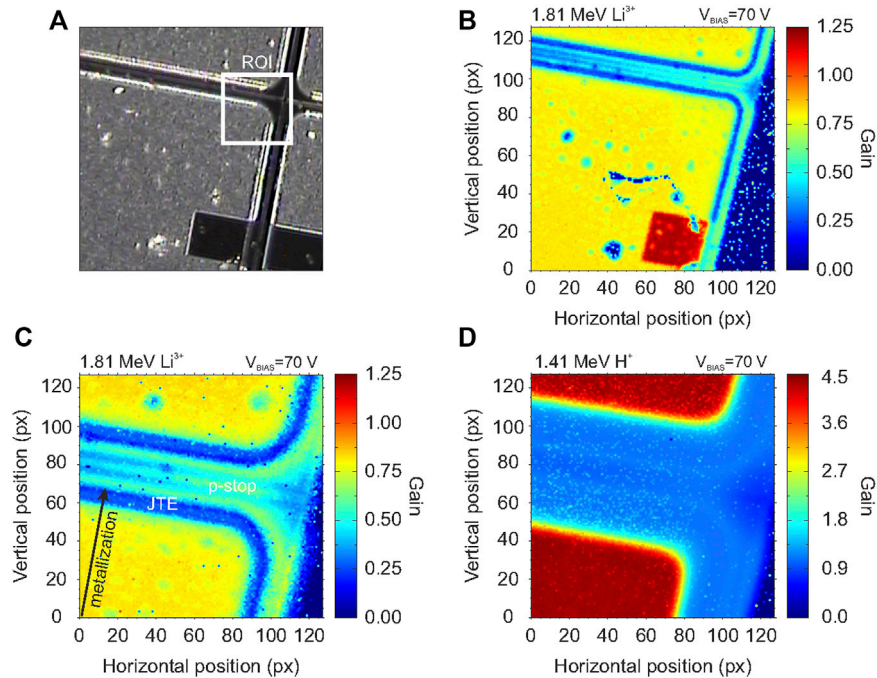 A
ROI
B
1.81 MeV Li³⁺ V_BIAS=70 V
120
100
80
60
40
20
0
Vertical position (px)
0 20 40 60 80 100 120
Horizontal position (px)
1.25
1.00
0.75
0.50
0.25
0.00
Gain
C
1.81 MeV Li³⁺ V_BIAS=70 V
120
100
80
60
40
20
0
Vertical position (px)
p-stop
JTE
metallization
0 20 40 60 80 100 120
Horizontal position (px)
1.25
1.00
0.75
0.50
0.25
0.00
Gain
D
1.41 MeV H⁺ V_BIAS=70 V
120
100
80
60
40
20
0
Vertical position (px)
0 20 40 60 80 100 120
Horizontal position (px)
4.5
3.6
2.7
1.8
0.9
0.0
Gain